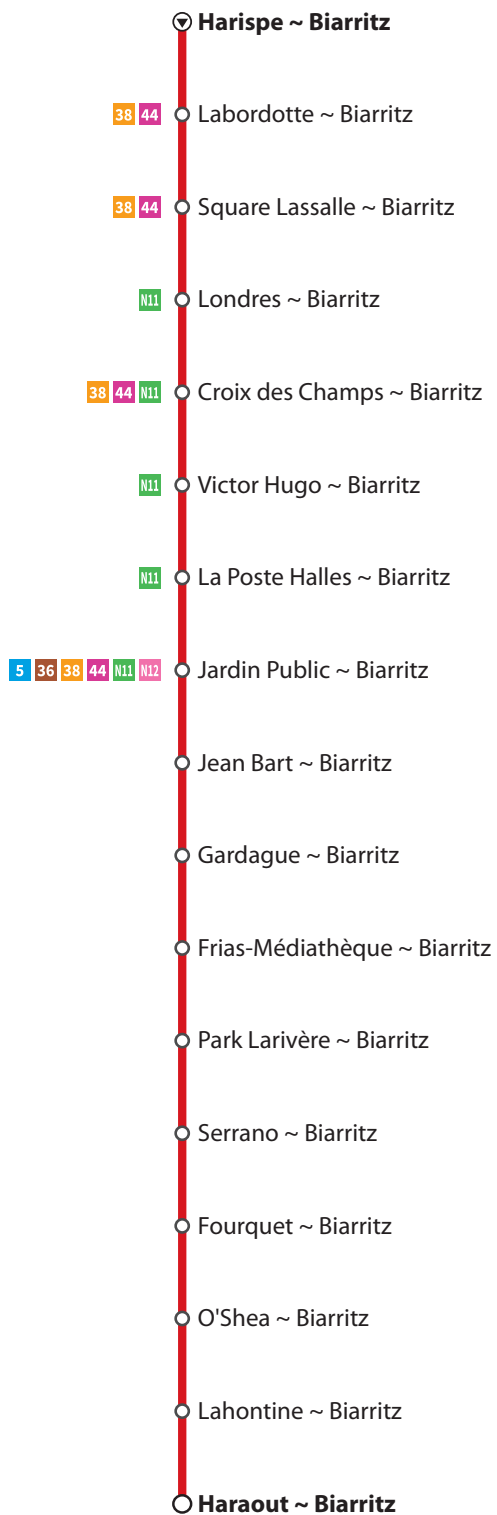 Harispe ~ Biarritz
38 44 Labordotte ~ Biarritz
38 44 Square Lassalle ~ Biarritz
N11 Londres ~ Biarritz
38 44 N11 Croix des Champs ~ Biarritz
N11 Victor Hugo ~ Biarritz
N11 La Poste Halles ~ Biarritz
5 36 38 44 N11 N12 Jardin Public ~ Biarritz
Jean Bart ~ Biarritz
Gardague ~ Biarritz
Frias-Médiathèque ~ Biarritz
Park Larivère ~ Biarritz
Serrano ~ Biarritz
Fourquet ~ Biarritz
O'Shea ~ Biarritz
Lahontine ~ Biarritz
Haraout ~ Biarritz